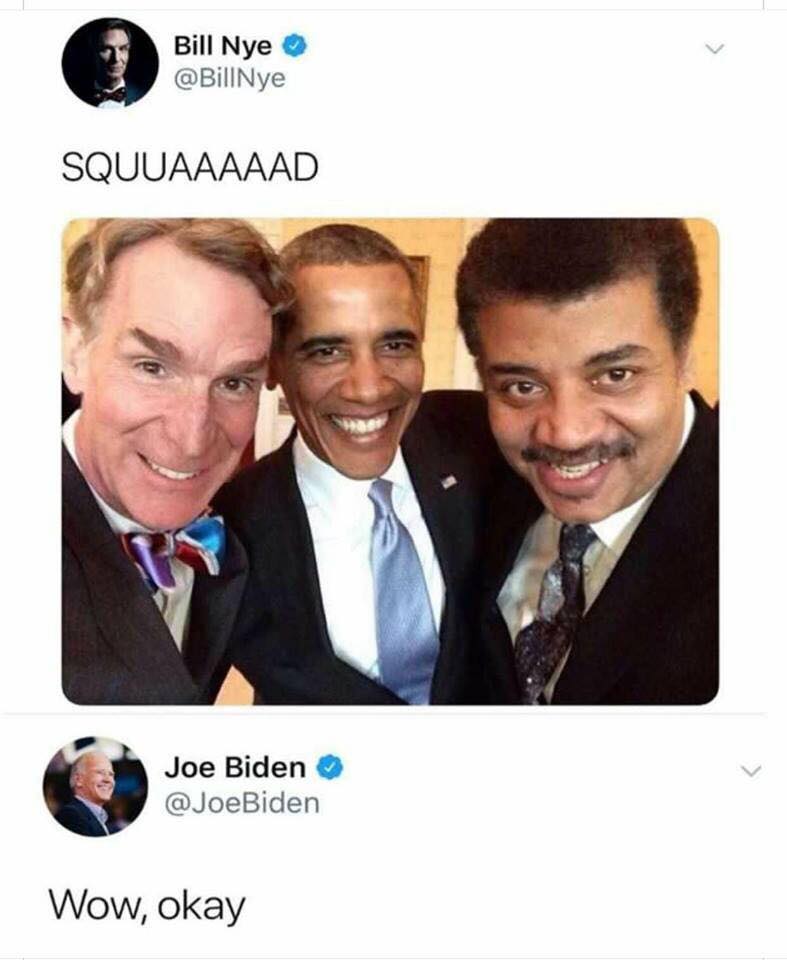 Bill Nye
@BillNye
SQUUAAAAAD
Joe Biden
@JoeBiden
Wow, okay